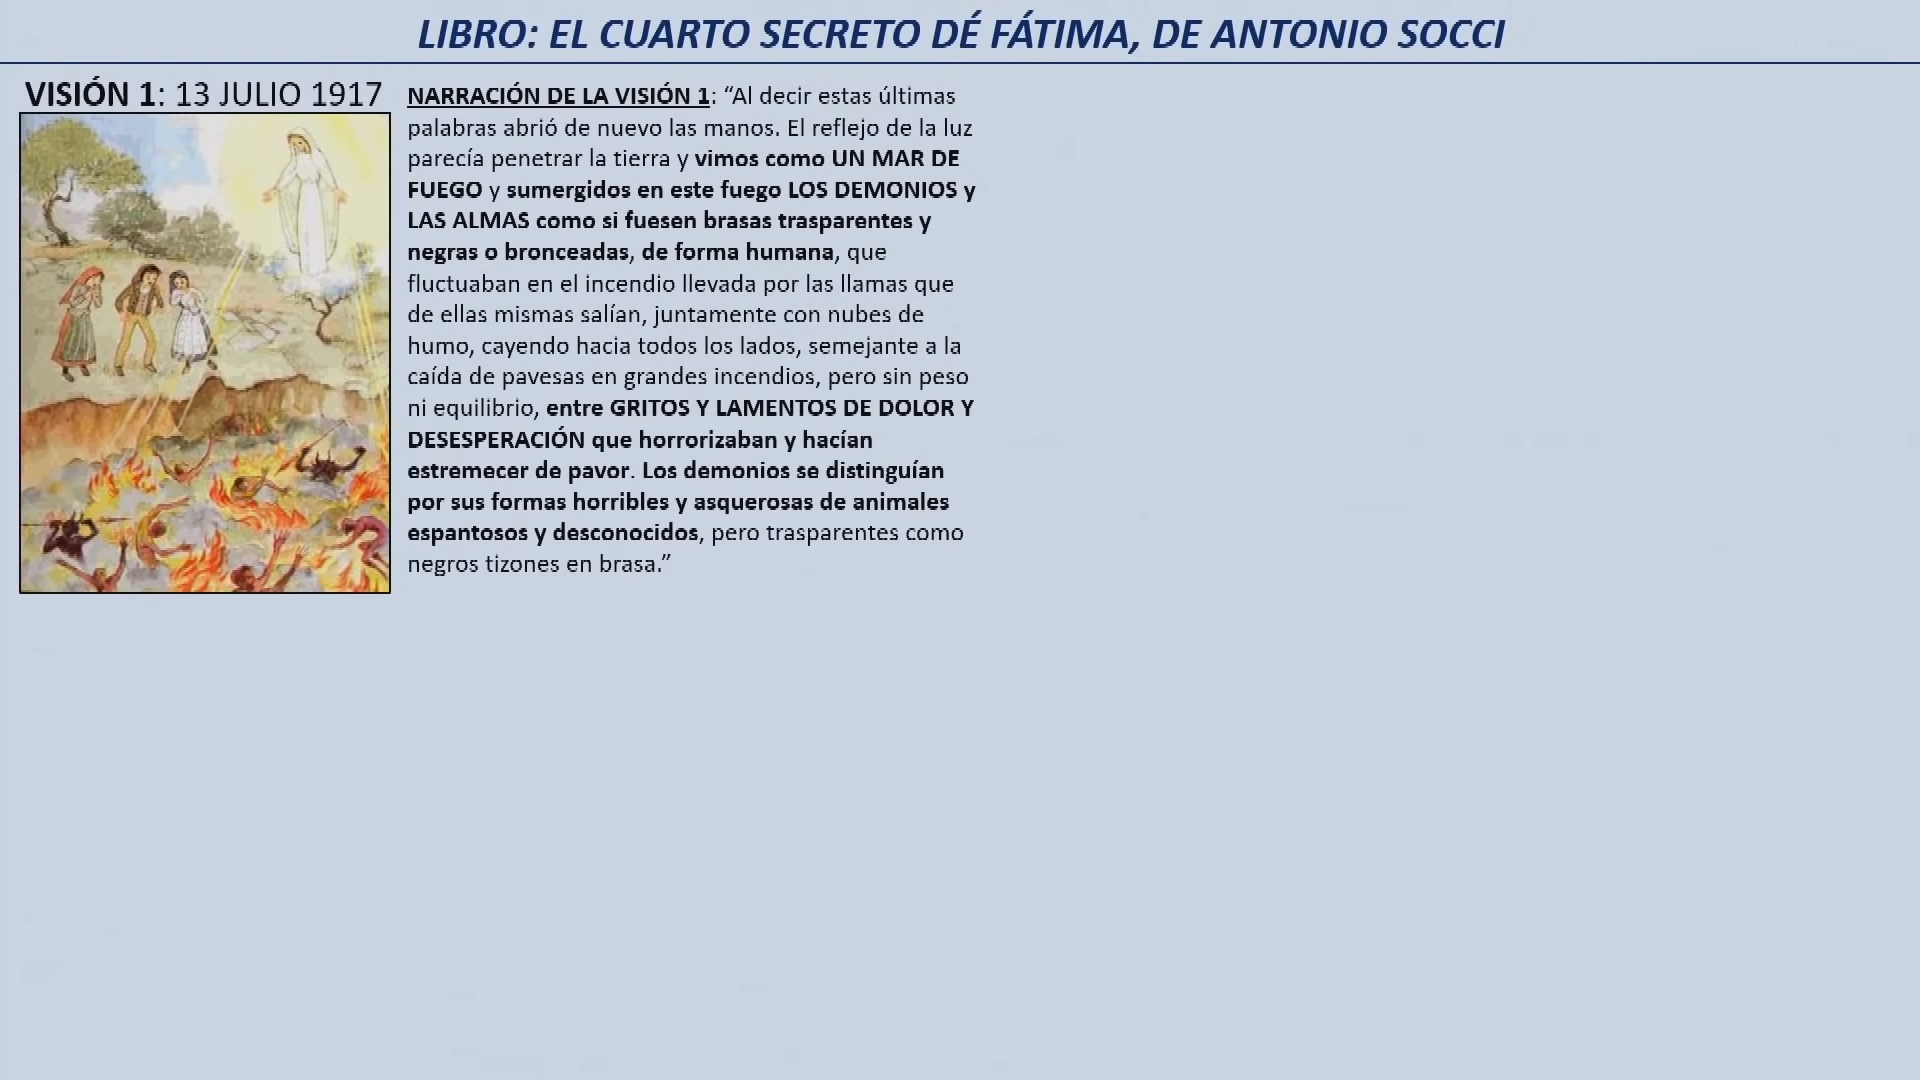 LIBRO: EL CUARTO SECRETO DÉ FÁTIMA, DE ANTONIO SOCCI
VISIÓN 1: 13 JULIO 1917
NARRACIÓN DE LA VISIÓN 1: “Al decir estas últimas
palabras abrió de nuevo las manos. El reflejo de la luz
parecía penetrar la tierra y vimos como UN MAR DE
FUEGO y sumergidos en este fuego LOS DEMONIOS y
LAS ALMAS como si fuesen brasas trasparentes y
negras o bronceadas, de forma humana, que
fluctuaban en el incendio llevada por las llamas que
de ellas mismas salían, juntamente con nubes de
humo, cayendo hacia todos los lados, semejante a la
caída de pavesas en grandes incendios, pero sin peso
ni equilibrio, entre GRITOS Y LAMENTOS DE DOLOR Y
DESESPERACIÓN que horrorizaban y hacían
estremecer de pavor. Los demonios se distinguían
por sus formas horribles y asquerosas de animales
espantosos y desconocidos, pero trasparentes como
negros tizones en brasa.”